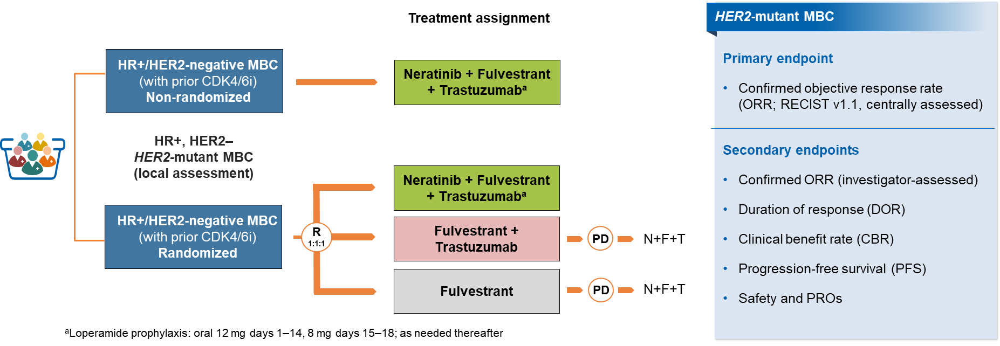 Treatment assignment
HR+/HER2-negative MBC
(with prior CDK4/6i)
Non-randomized
Neratinib + Fulvestrant
+ Trastuzumabᵃ
HR+, HER2–
HER2-mutant MBC
(local assessment)
HR+/HER2-negative MBC
(with prior CDK4/6i)
Randomized
R
1:1:1
Neratinib + Fulvestrant
+ Trastuzumabᵃ
Fulvestrant +
Trastuzumab
PD
N+F+T
Fulvestrant
PD
N+F+T
ᵃLoperamide prophylaxis: oral 12 mg days 1–14, 8 mg days 15–18; as needed thereafter
HER2-mutant MBC
Primary endpoint
• Confirmed objective response rate
(ORR; RECIST v1.1, centrally assessed)
Secondary endpoints
• Confirmed ORR (investigator-assessed)
• Duration of response (DOR)
• Clinical benefit rate (CBR)
• Progression-free survival (PFS)
• Safety and PROs